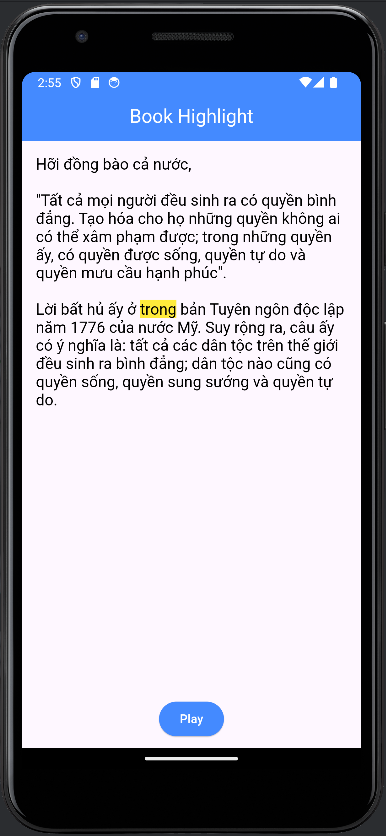 2:55
Book Highlight
Hỡi đồng bào cả nước,
"Tất cả mọi người đều sinh ra có quyền bình
đẳng. Tạo hóa cho họ những quyền không ai
có thể xâm phạm được; trong những quyền
ấy, có quyền được sống, quyền tự do và
quyền mưu cầu hạnh phúc".
Lời bất hủ ấy ở trong bản Tuyên ngôn độc lập
năm 1776 của nước Mỹ. Suy rộng ra, câu ấy
có ý nghĩa là: tất cả các dân tộc trên thế giới
đều sinh ra bình đẳng; dân tộc nào cũng có
quyền sống, quyền sung sướng và quyền tự
do.
Play